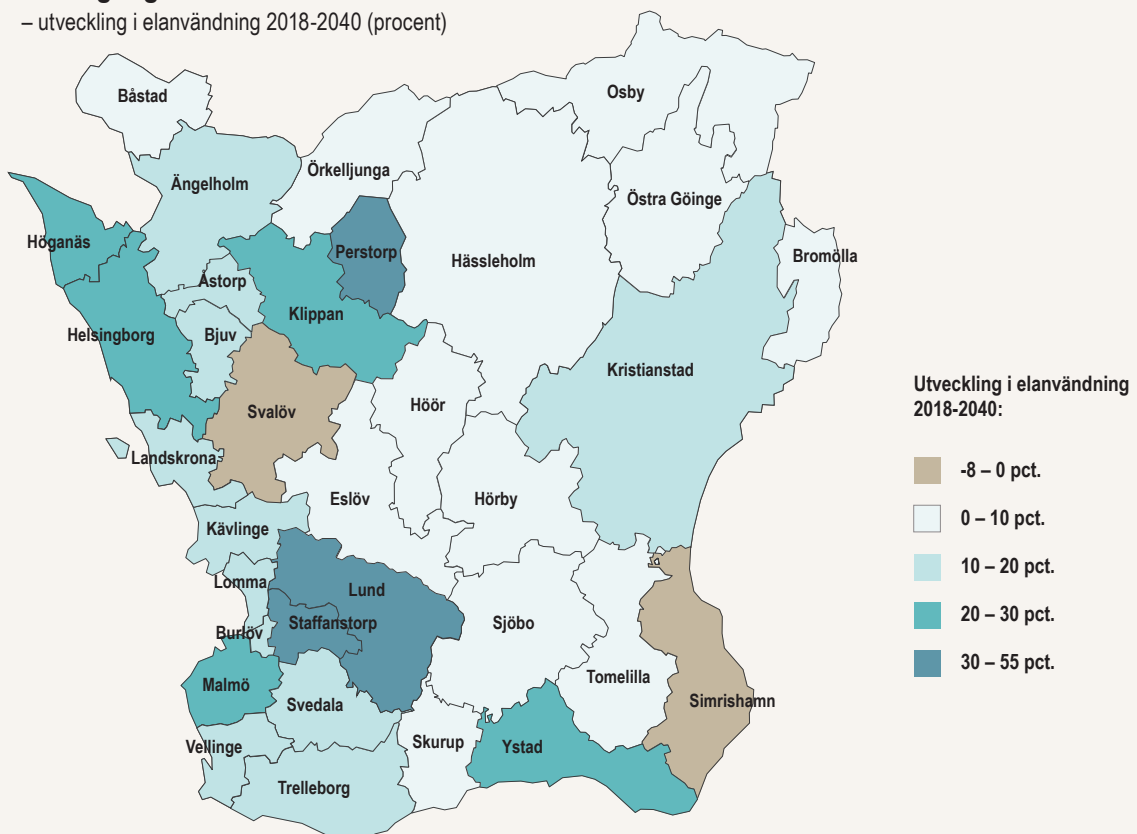 – utveckling i elanvändning 2018-2040 (procent)
Båstad
Osby
Örkelljunga
Ängelholm
Östra Göinge
Höganäs
Perstorp
Hässleholm
Bromölla
Åstorp
Klippan
Helsingborg
Bjuv
Kristianstad
Höör
Svalöv
Landskrona
Eslöv
Hörby
Kävlinge
Lomma
Lund
Staffanstorp
Sjöbo
Burlöv
Tomelilla
Malmö
Simrishamn
Svedala
Skurup
Ystad
Vellinge
Trelleborg
Utveckling i elanvändning
2018-2040:
-8 – 0 pct.
0 – 10 pct.
10 – 20 pct.
20 – 30 pct.
30 – 55 pct.